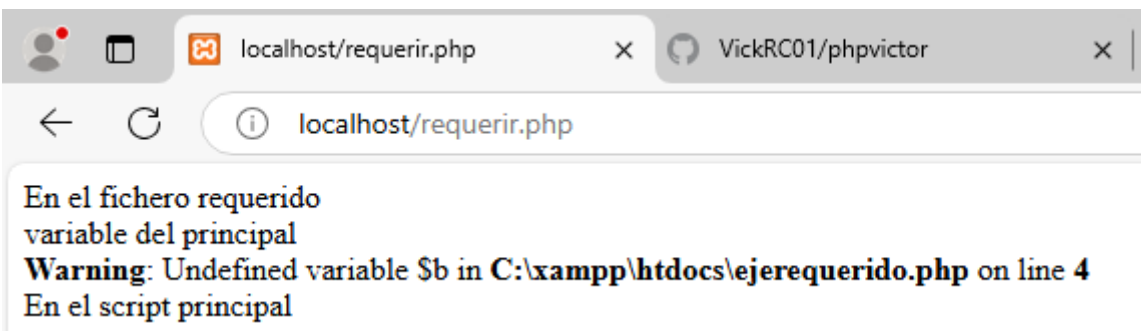 localhost/requerir.php
VickRC01/phpvictor
localhost/requerir.php
En el fichero requerido
variable del principal
Warning: Undefined variable $b in C:\xampp\htdocs\ejerequerido.php on line 4
En el script principal